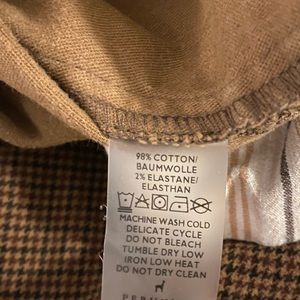 98% COTTON/
BAUMWOLLE
2% ELASTANE/
ELASTHAN
MACHINE WASH COLD
DELICATE CYCLE
DO NOT BLEACH
TUMBLE DRY LOW
IRON LOW HEAT
DO NOT DRY CLEAN